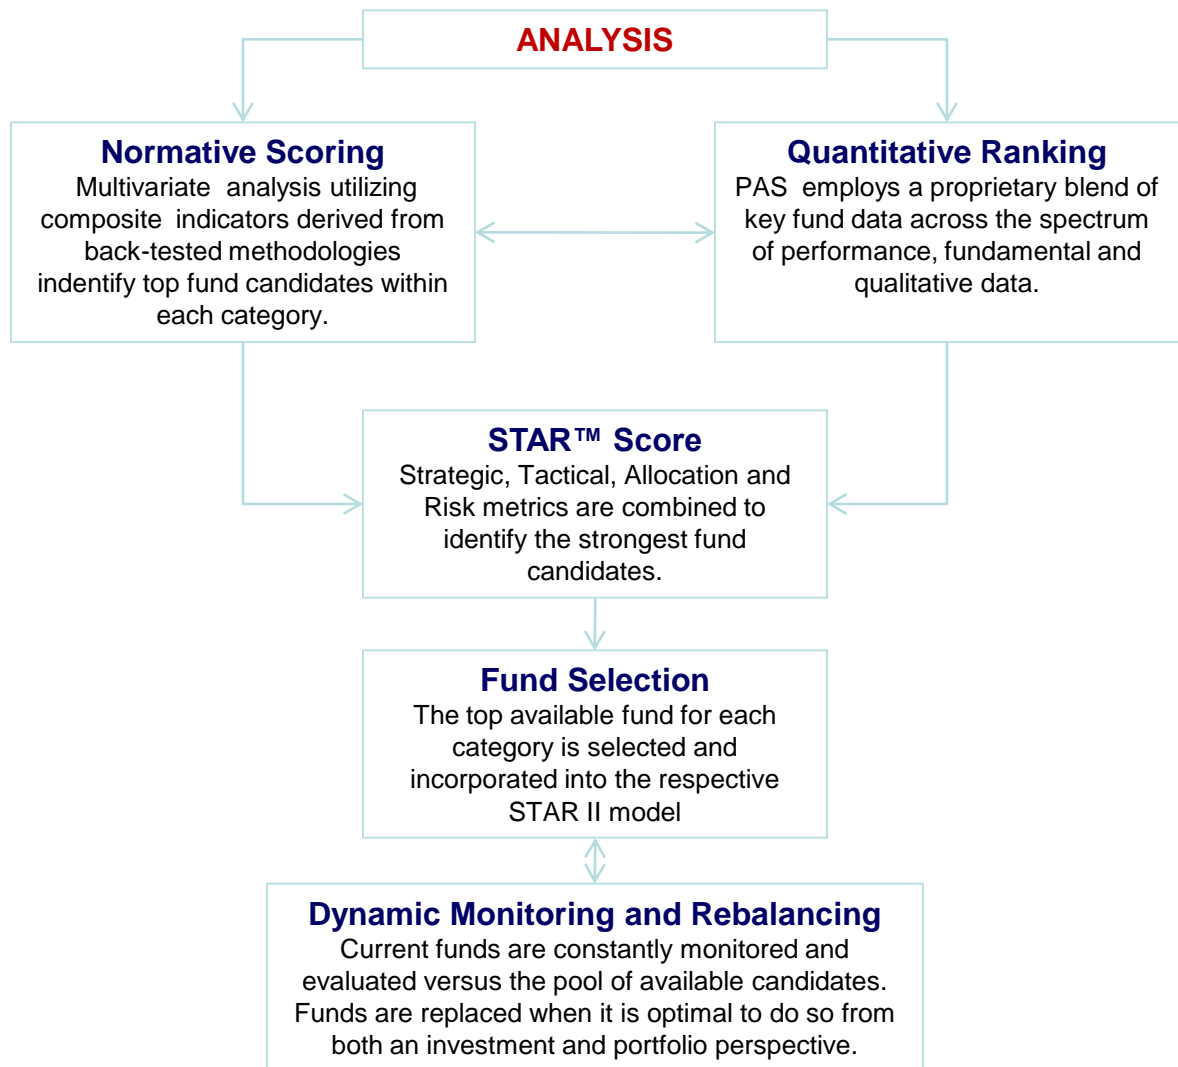 ANALYSIS
Normative Scoring
Multivariate analysis utilizing
composite indicators derived from
back-tested methodologies
indentify top fund candidates within
each category.
Quantitative Ranking
PAS employs a proprietary blend of
key fund data across the spectrum
of performance, fundamental and
qualitative data.
STAR™ Score
Strategic, Tactical, Allocation and
Risk metrics are combined to
identify the strongest fund
candidates.
Fund Selection
The top available fund for each
category is selected and
incorporated into the respective
STAR II model
Dynamic Monitoring and Rebalancing
Current funds are constantly monitored and
evaluated versus the pool of available candidates.
Funds are replaced when it is optimal to do so from
both an investment and portfolio perspective.